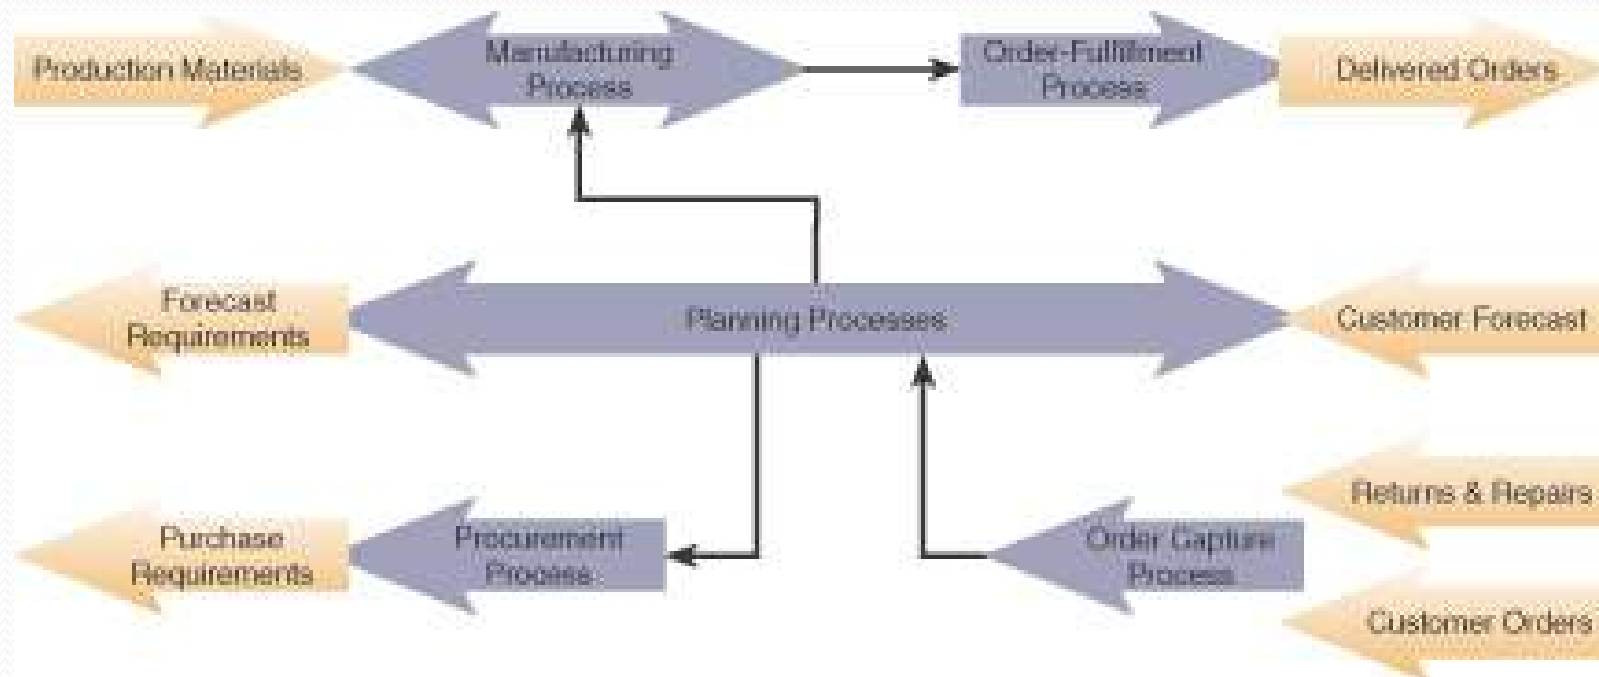 Production Materials
Manufacturing
Process
Order-Fulfillment
Process
Delivered Orders
Forecast
Requirements
Planning Processes
Customer Forecast
Purchase
Requirements
Procurement
Process
Order Capture
Process
Returns & Repairs
Customer Orders